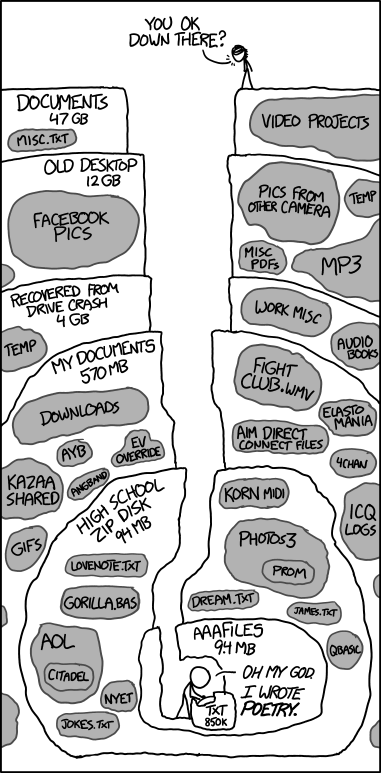 YOU OK
DOWN THERE?
DOCUMENTS
47 GB
MISC.TXT
VIDEO PROJECTS
OLD DESKTOP
12 GB
FACEBOOK
PICS
PICS FROM
OTHER CAMERA
TEMP
MISC
PDFs
MP3
RECOVERED FROM
DRIVE CRASH
4 GB
TEMP
WORK MISC
AUDIO
BOOKS
MY DOCUMENTS
570 MB
DOWNLOADS
AYB
EV
OVERRIDE
KAZAA
SHARED
ANGBAND
GIFS
FIGHT
CLUB.WMV
ELASTO
MANIA
AIM DIRECT
CONNECT FILES
4CHAN
ICQ
LOGS
HIGH SCHOOL
ZIP DISK
94 MB
LOVENOTE.TXT
GORILLA.BAS
AOL
CITADEL
NYET
JOKES.TXT
KORN MIDI
PHOTOS3
PROM
DREAM.TXT
JAMES.TXT
QBASIC
AAAFILES
9.4 MB
OH MY GOD.
I WROTE
POETRY.
TXT
850K